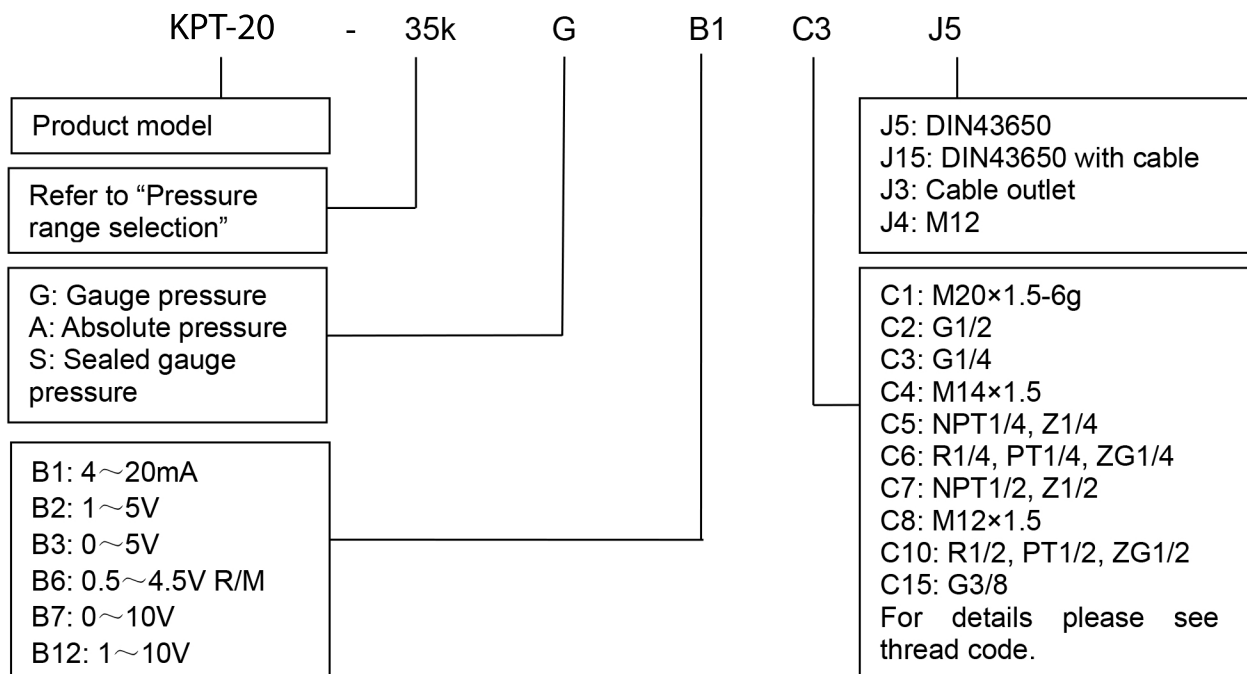 KPT-20 - 35k G B1 C3 J5
Product model
Refer to “Pressure
range selection”
G: Gauge pressure
A: Absolute pressure
S: Sealed gauge
pressure
B1: 4～20mA
B2: 1～5V
B3: 0～5V
B6: 0.5～4.5V R/M
B7: 0～10V
B12: 1～10V
J5: DIN43650
J15: DIN43650 with cable
J3: Cable outlet
J4: M12
C1: M20×1.5-6g
C2: G1/2
C3: G1/4
C4: M14×1.5
C5: NPT1/4, Z1/4
C6: R1/4, PT1/4, ZG1/4
C7: NPT1/2, Z1/2
C8: M12×1.5
C10: R1/2, PT1/2, ZG1/2
C15: G3/8
For details please see
thread code.